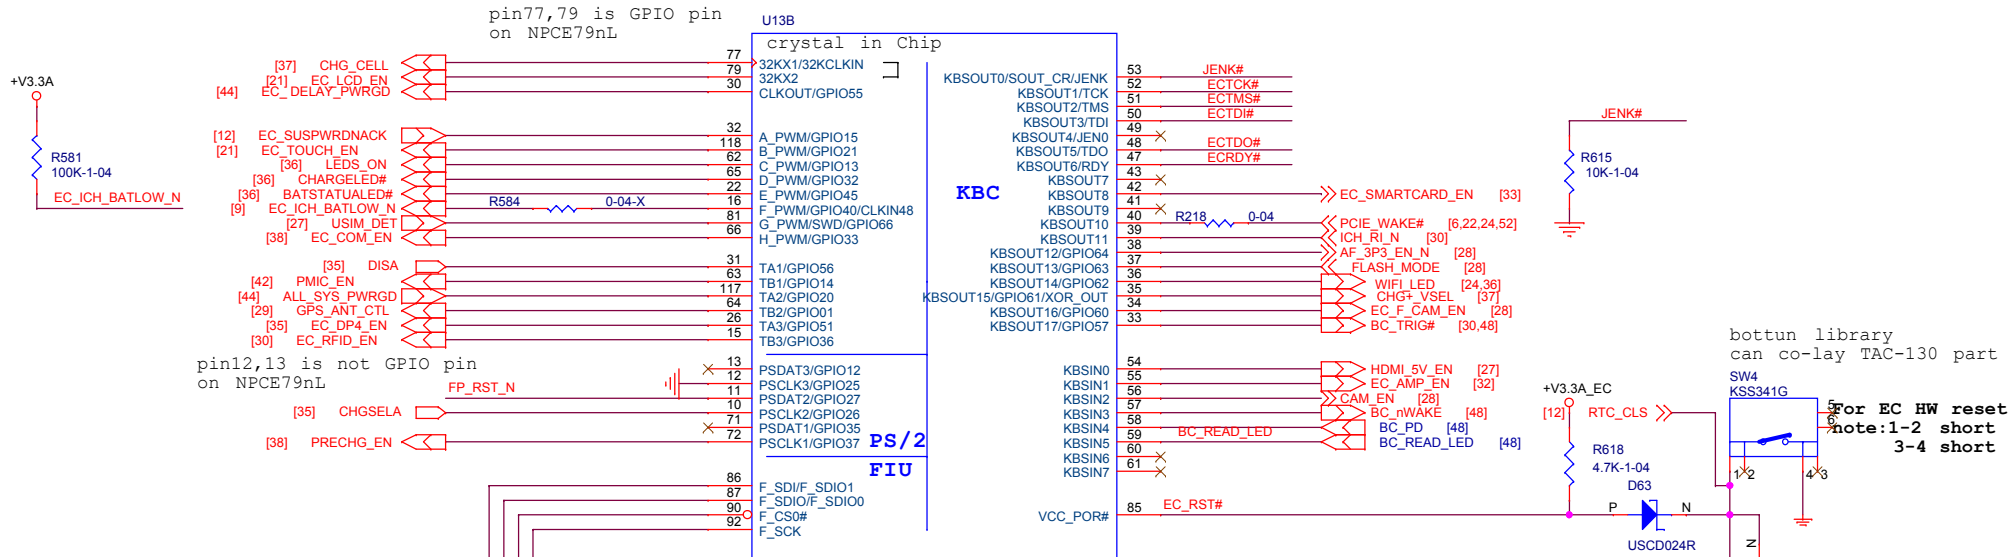 pin77,79 is GPIO pin
on NPCE79nL
U13B
crystal in Chip
+V3.3A
R581
100K-1-04
EC_ICH_BATLOW_N
[37] CHG_CELL 77 32KX1/32KCLKIN
[21] EC_LCD_EN 79 32KX2
[44] EC_DELAY_PWRGD 30 CLKOUT/GPIO55
[12] EC_SUSPWRDNACK 32 A_PWM/GPIO15
[21] EC_TOUCH_EN 118 B_PWM/GPIO21
[36] LEDS_ON 62 C_PWM/GPIO13
[36] CHARGELED# 65 D_PWM/GPIO32
[36] BATSTATUALED# 22 E_PWM/GPIO45
[9] EC_ICH_BATLOW_N R584 0-04-X 16 F_PWM/GPIO40/CLKIN48
[27] USIM_DET 81 G_PWM/SWD/GPIO66
[38] EC_COM_EN 66 H_PWM/GPIO33
[35] DISA 31 TA1/GPIO56
[42] PMIC_EN 63 TB1/GPIO14
[44] ALL_SYS_PWRGD 117 TA2/GPIO20
[29] GPS_ANT_CTL 64 TB2/GPIO01
[35] EC_DP4_EN 26 TA3/GPIO51
[30] EC_RFID_EN 15 TB3/GPIO36
pin12,13 is not GPIO pin
on NPCE79nL
13 PSDAT3/GPIO12
12 PSCLK3/GPIO25
FP_RST_N 11 PSDAT2/GPIO27
[35] CHGSELA 10 PSCLK2/GPIO26
71 PSDAT1/GPIO35
[38] PRECHG_EN 72 PSCLK1/GPIO37
PS/2
FIU
86 F_SDI/F_SDIO1
87 F_SDIO/F_SDIO0
90 F_CS0#
92 F_SCK
KBC
KBSOUT0/SOUT_CR/JENK 53 JENK#
KBSOUT1/TCK 52 ECTCK#
KBSOUT2/TMS 51 ECTMS#
KBSOUT3/TDI 50 ECTDI#
KBSOUT4/JEN0 49
KBSOUT5/TDO 48 ECTDO#
KBSOUT6/RDY 47 ECRDY#
KBSOUT7 43
KBSOUT8 42 EC_SMARTCARD_EN [33]
KBSOUT9 41
KBSOUT10 40 R218 0-04 PCIE_WAKE# [6,22,24,52]
KBSOUT11 39 ICH_RI_N [30]
KBSOUT12/GPIO64 38 AF_3P3_EN_N [28]
KBSOUT13/GPIO63 37 FLASH_MODE [28]
KBSOUT14/GPIO62 36 WIFI_LED [24,36]
KBSOUT15/GPIO61/XOR_OUT 35 CHG+_VSEL [37]
KBSOUT16/GPIO60 34 EC_F_CAM_EN [28]
KBSOUT17/GPIO57 33 BC_TRIG# [30,48]
KBSIN0 54 HDMI_5V_EN [27]
KBSIN1 55 EC_AMP_EN [32]
KBSIN2 56 CAM_EN [28]
KBSIN3 57 BC_nWAKE [48]
KBSIN4 58 BC_PD [48]
KBSIN5 59 BC_READ_LED BC_READ_LED [48]
KBSIN6 60
KBSIN7 61
VCC_POR# 85 EC_RST#
JENK#
R615
10K-1-04
bottun library
can co-lay TAC-130 part
SW4
KSS341G
+V3.3A_EC
[12] RTC_CLS
5
6
For EC HW reset
note:1-2 short
3-4 short
R618
4.7K-1-04
1 2 4 3
D63
P N
USCD024R
N